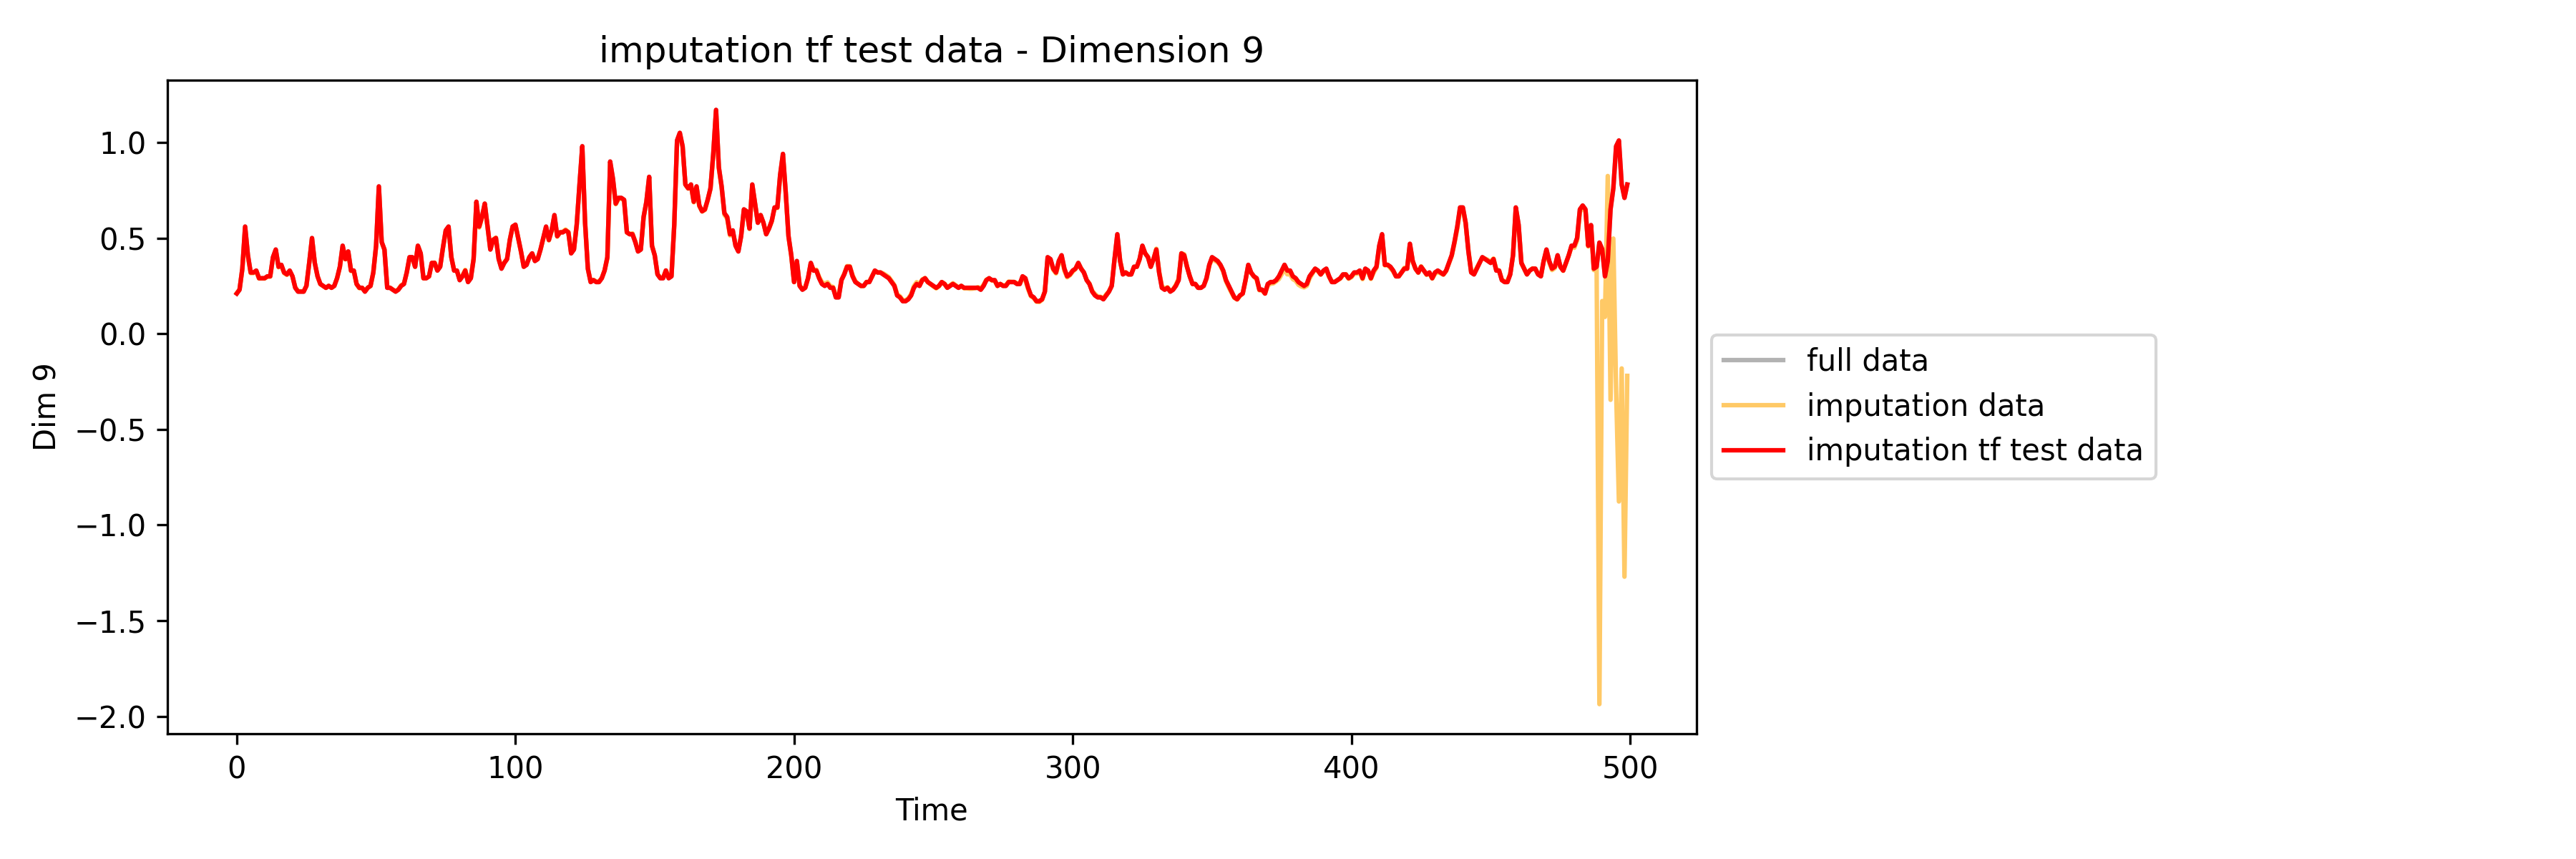 imputation tf test data - Dimension 9
1.0
0.5
0.0
−0.5
−1.0
−1.5
−2.0
Dim 9
0 100 200 300 400 500
Time
full data
imputation data
imputation tf test data